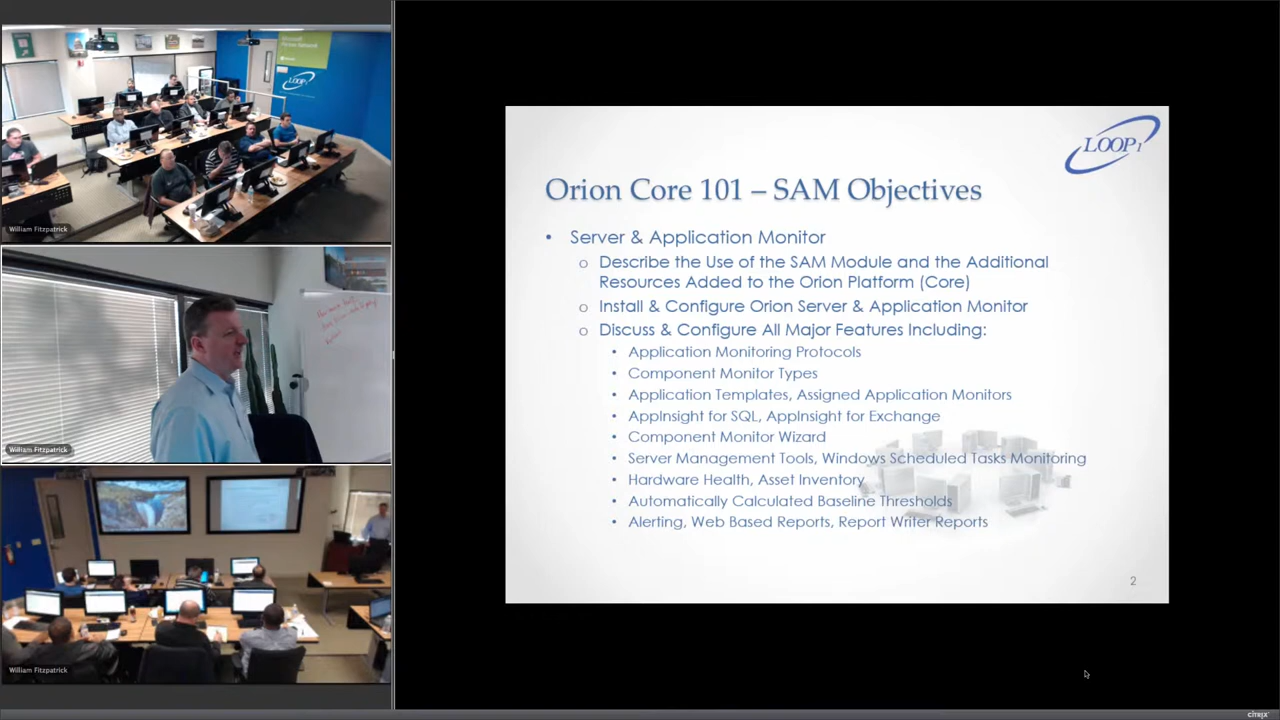 William Fitzpatrick
William Fitzpatrick
William Fitzpatrick
LOOP1
Orion Core 101 – SAM Objectives
• Server & Application Monitor
o Describe the Use of the SAM Module and the Additional
Resources Added to the Orion Platform (Core)
o Install & Configure Orion Server & Application Monitor
o Discuss & Configure All Major Features Including:
• Application Monitoring Protocols
• Component Monitor Types
• Application Templates, Assigned Application Monitors
• AppInsight for SQL, AppInsight for Exchange
• Component Monitor Wizard
• Server Management Tools, Windows Scheduled Tasks Monitoring
• Hardware Health, Asset Inventory
• Automatically Calculated Baseline Thresholds
• Alerting, Web Based Reports, Report Writer Reports
2
CITRIX